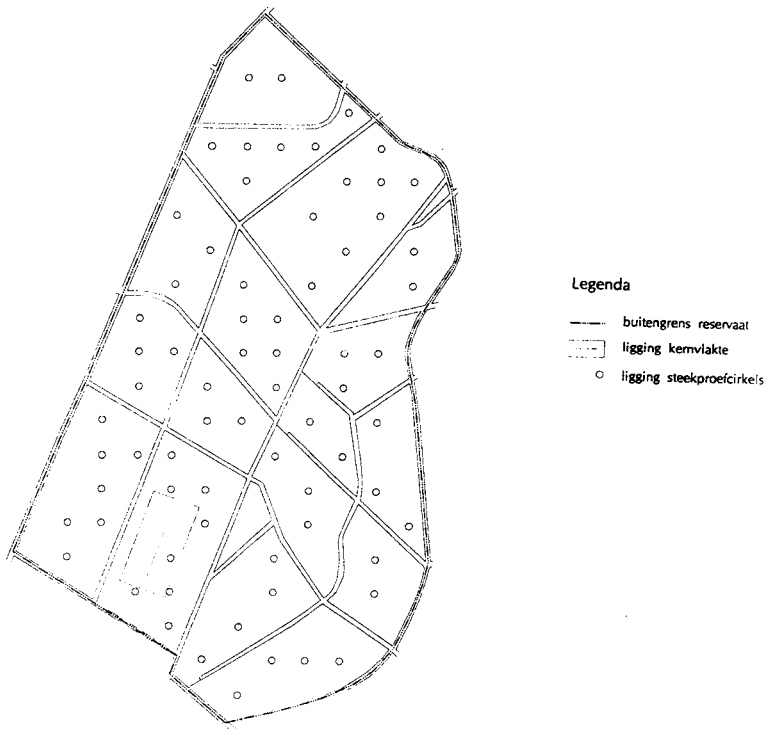 Legenda
buitengrens reservaat
ligging kernvlakte
ligging steekproefcirkels